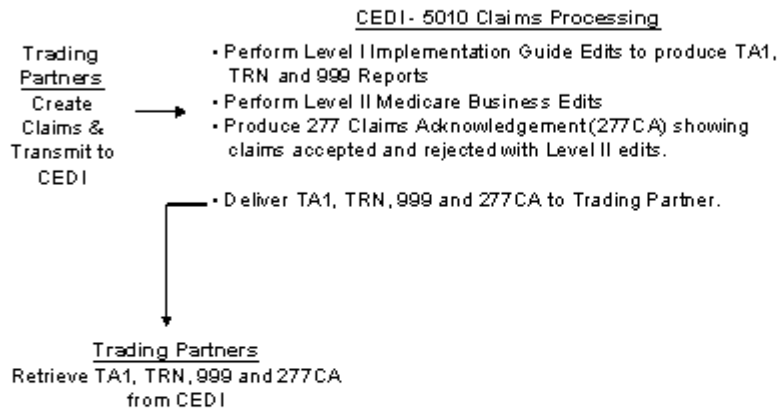 CEDI - 5010 Claims Processing
Trading
Partners
Create
Claims &
Transmit to
CEDI
• Perform Level I Implementation Guide Edits to produce TA1,
TRN and 999 Reports
• Perform Level II Medicare Business Edits
• Produce 277 Claims Acknowledgement (277CA) showing
claims accepted and rejected with Level II edits.
• Deliver TA1, TRN, 999 and 277CA to Trading Partner.
Trading Partners
Retrieve TA1, TRN, 999 and 277CA
from CEDI